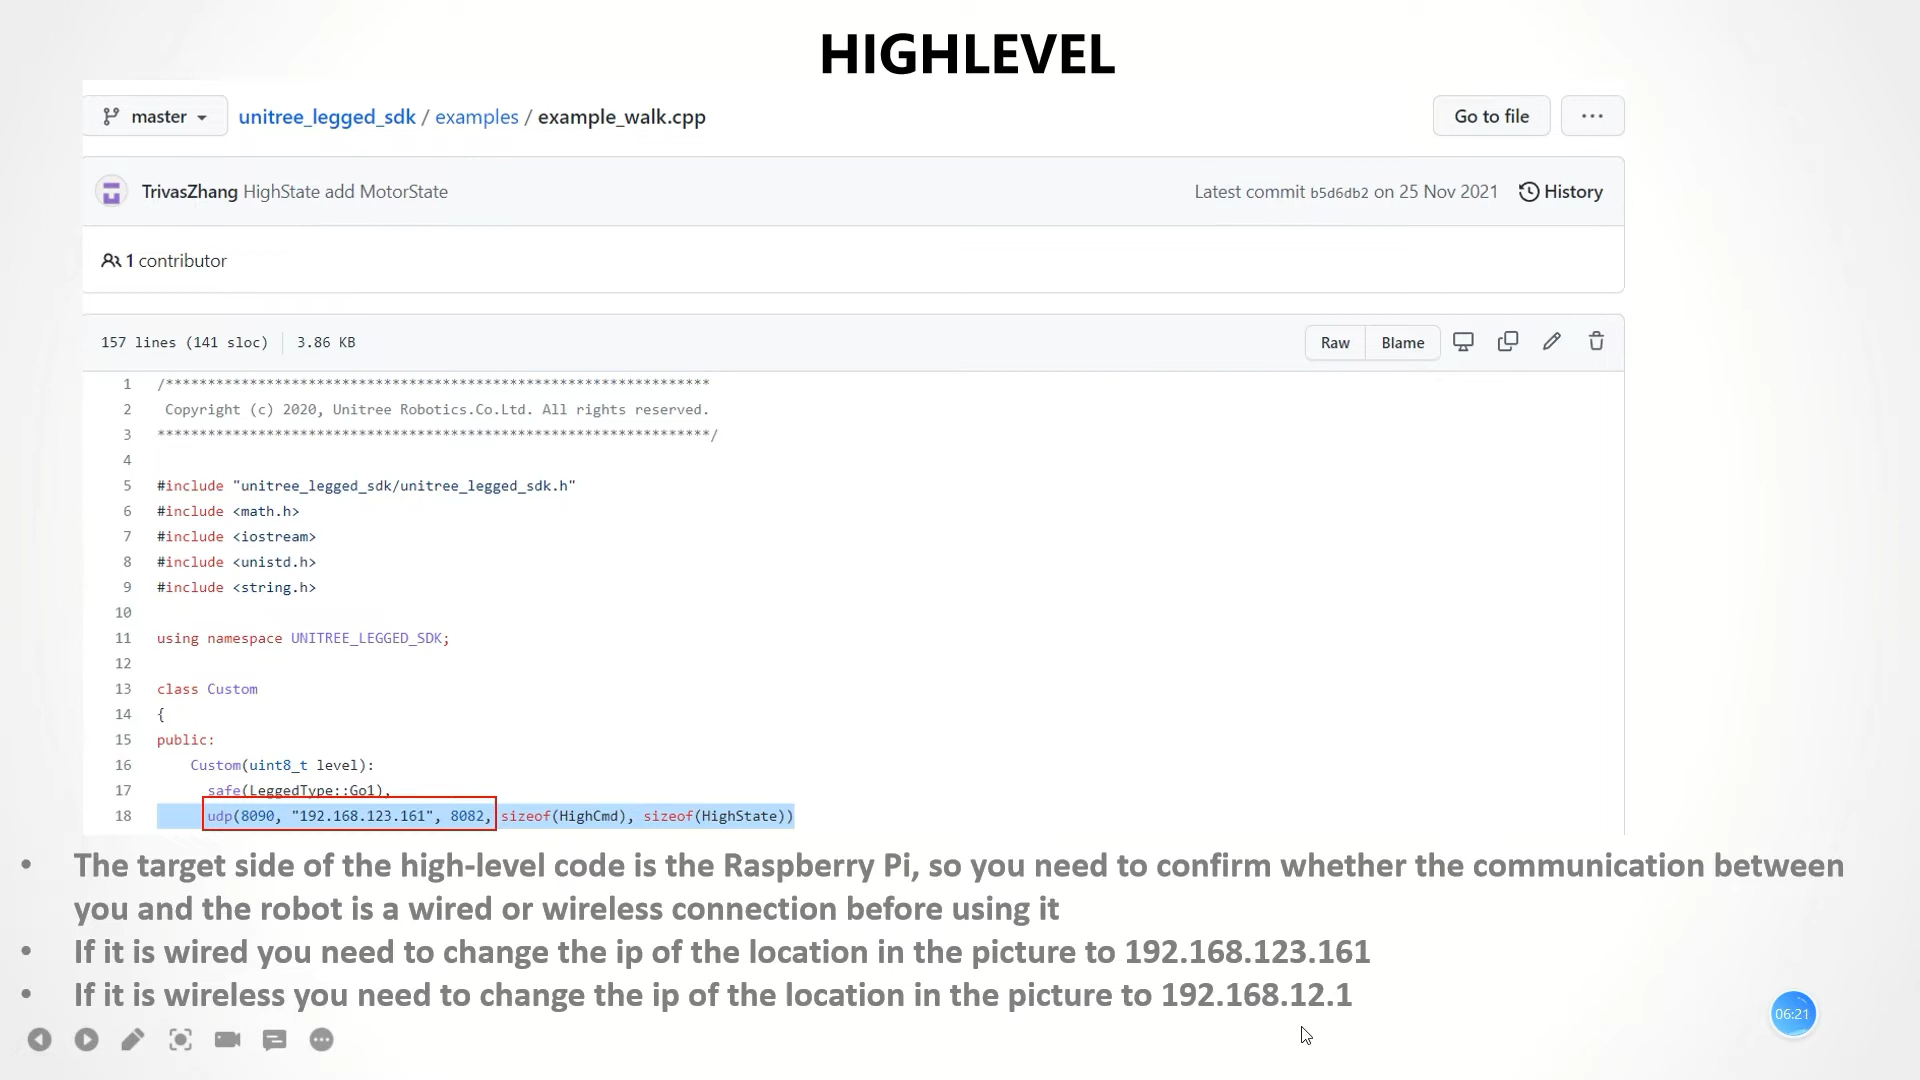 HIGHLEVEL
master
unitree_legged_sdk / examples / example_walk.cpp
Go to file
...
TrivasZhang HighState add MotorState
Latest commit b5d6db2 on 25 Nov 2021
History
1 contributor
157 lines (141 sloc)
3.86 KB
Raw
Blame
1 /*****************************************************************
2 Copyright (c) 2020, Unitree Robotics.Co.Ltd. All rights reserved.
3 ******************************************************************/
4
5 #include "unitree_legged_sdk/unitree_legged_sdk.h"
6 #include <math.h>
7 #include <iostream>
8 #include <unistd.h>
9 #include <string.h>
10
11 using namespace UNITREE_LEGGED_SDK;
12
13 class Custom
14 {
15 public:
16 Custom(uint8_t level):
17 safe(LeggedType::Go1),
18 udp(8090, "192.168.123.161", 8082, sizeof(HighCmd), sizeof(HighState))
• The target side of the high-level code is the Raspberry Pi, so you need to confirm whether the communication between
you and the robot is a wired or wireless connection before using it
• If it is wired you need to change the ip of the location in the picture to 192.168.123.161
• If it is wireless you need to change the ip of the location in the picture to 192.168.12.1
06:21